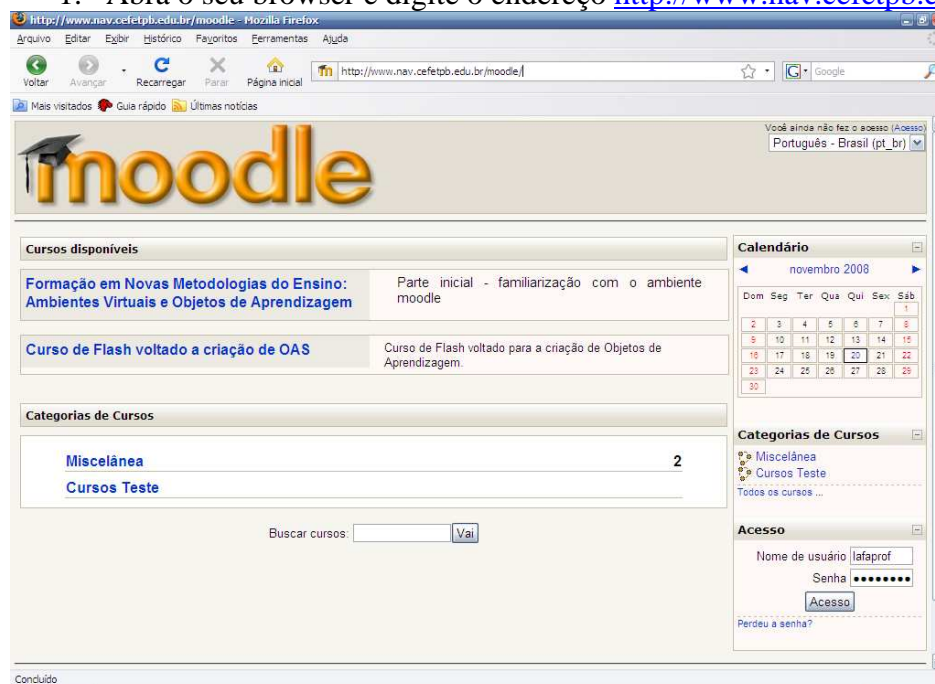 1. Abra o seu browser e digite o endereço http://www.nav.cefetpb.e
http://www.nav.cefetpb.edu.br/moodle - Mozilla Firefox
Arquivo Editar Exibir Histórico Favoritos Ferramentas Ajuda
Voltar Avançar Recarregar Parar Página inicial http://www.nav.cefetpb.edu.br/moodle/ Google
Mais visitados Guia rápido Últimas notícias
Você ainda não fez o acesso (Acesso)
Português - Brasil (pt_br)
moodle
Cursos disponíveis
Formação em Novas Metodologias do Ensino:
Ambientes Virtuais e Objetos de Aprendizagem
Parte inicial - familiarização com o ambiente
moodle
Curso de Flash voltado a criação de OAS
Curso de Flash voltado para a criação de Objetos de
Aprendizagem.
Categorias de Cursos
Miscelânea 2
Cursos Teste
Buscar cursos: Vai
Calendário
novembro 2008
Dom Seg Ter Qua Qui Sex Sáb
1
2 3 4 5 6 7 8
9 10 11 12 13 14 15
16 17 18 19 20 21 22
23 24 25 26 27 28 29
30
Categorias de Cursos
Miscelânea
Cursos Teste
Todos os cursos ...
Acesso
Nome de usuário lafaprof
Senha ••••••••
Acesso
Perdeu a senha?
Concluído